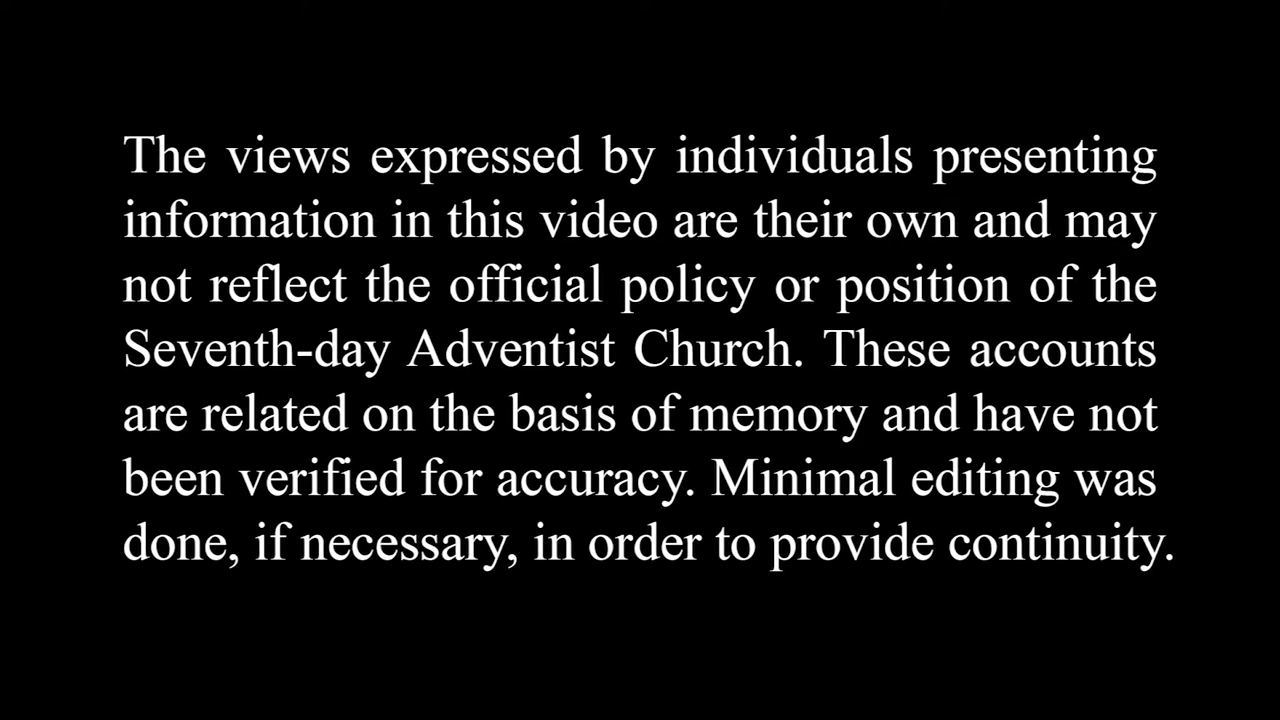 The views expressed by individuals presenting
information in this video are their own and may
not reflect the official policy or position of the
Seventh-day Adventist Church. These accounts
are related on the basis of memory and have not
been verified for accuracy. Minimal editing was
done, if necessary, in order to provide continuity.